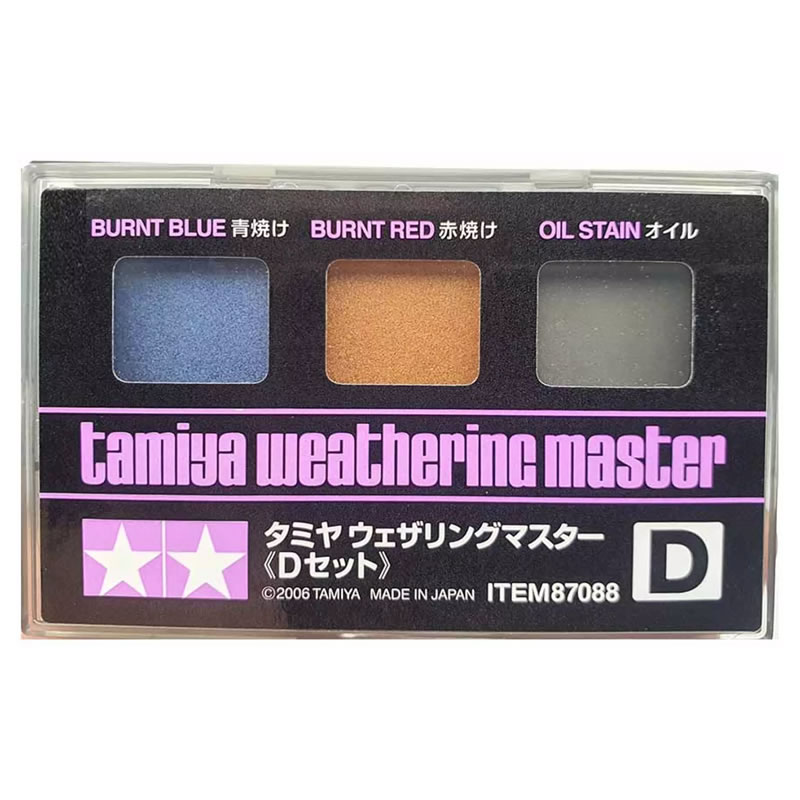 BURNT BLUE 青焼け BURNT RED 赤焼け OIL STAIN オイル
tamiya weathering master
タミヤ ウェザリングマスター
《Dセット》
©2006 TAMIYA MADE IN JAPAN ITEM87088
D